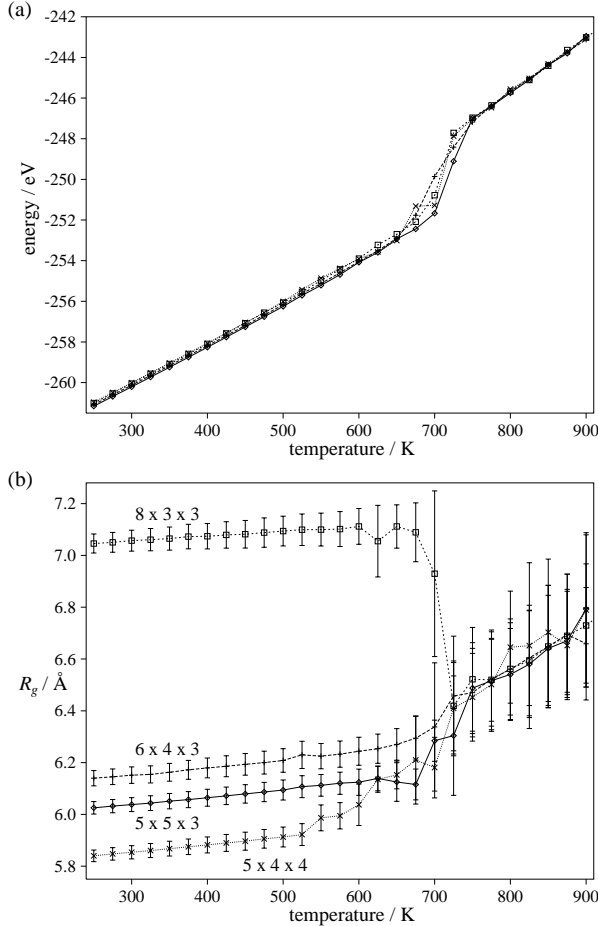 (a)
-242
-244
-246
-248
-250
-252
-254
-256
-258
-260
energy / eV
300 400 500 600 700 800 900
temperature / K
(b)
7.2
7.0
6.8
6.6
6.4
6.2
6.0
5.8
R_g / Å
8 x 3 x 3
6 x 4 x 3
5 x 5 x 3
5 x 4 x 4
300 400 500 600 700 800 900
temperature / K